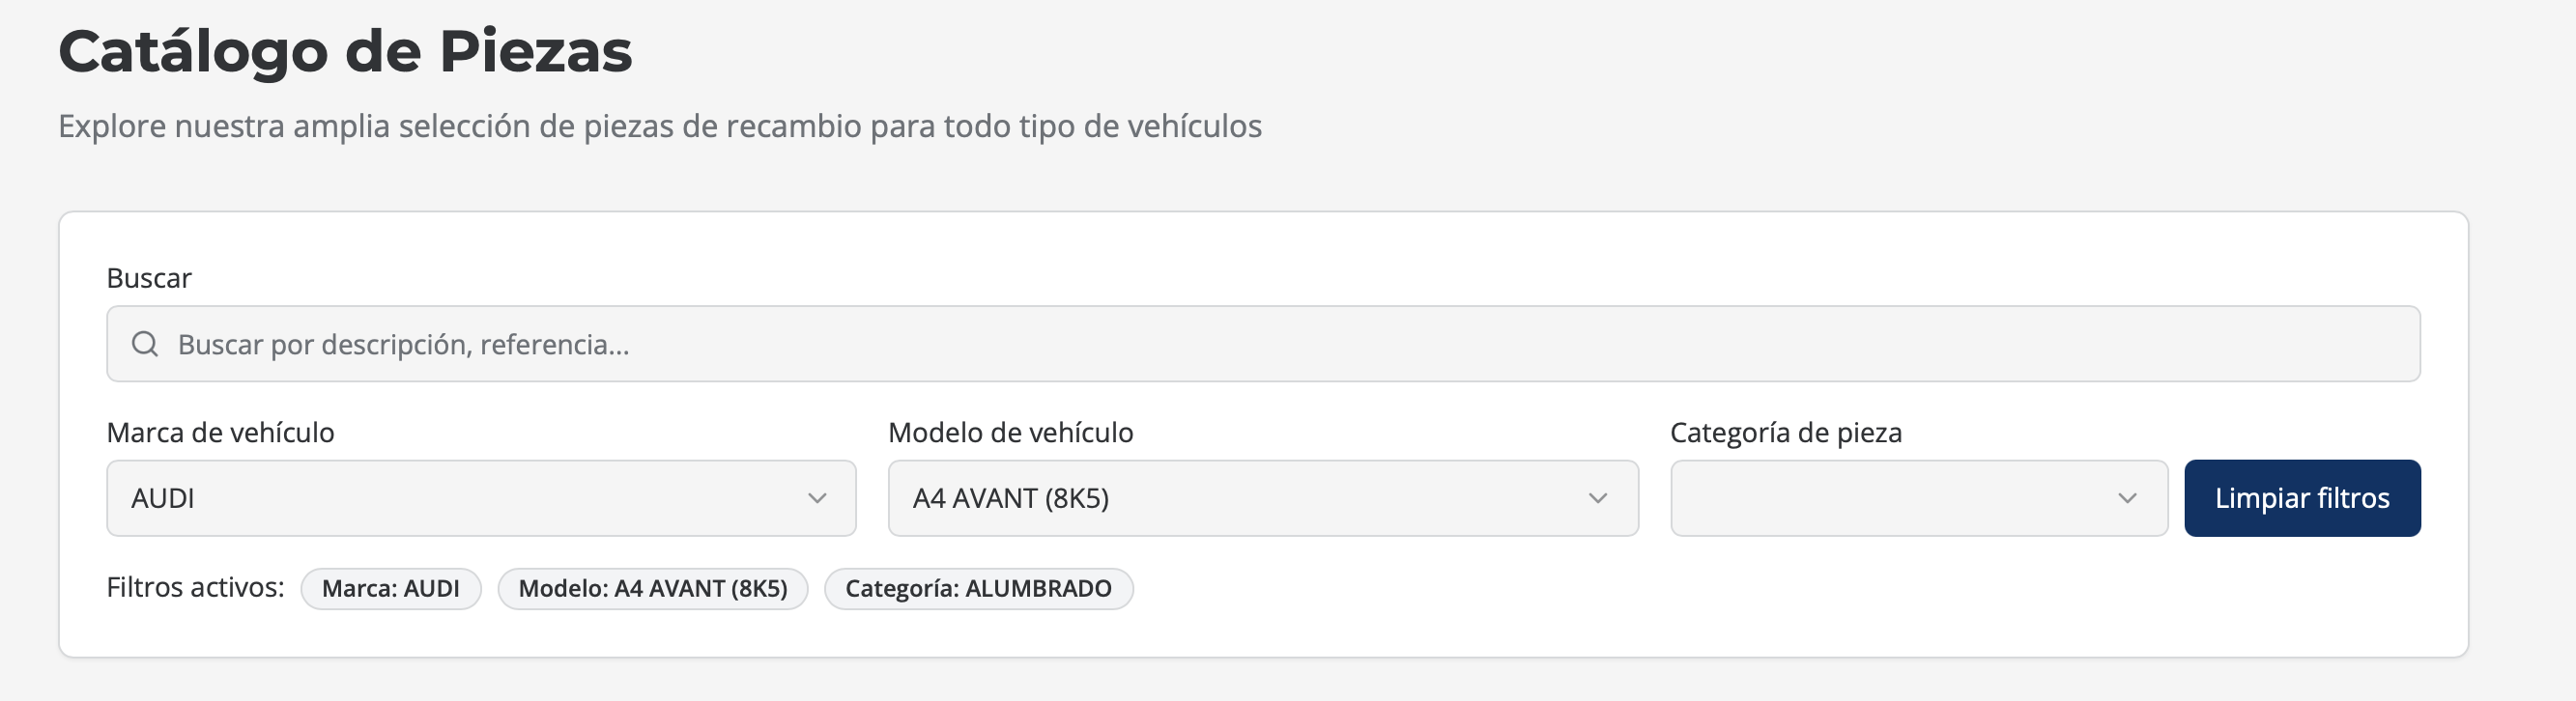 Catálogo de Piezas
Explore nuestra amplia selección de piezas de recambio para todo tipo de vehículos
Buscar
Buscar por descripción, referencia...
Marca de vehículo
Modelo de vehículo
Categoría de pieza
AUDI
A4 AVANT (8K5)
Limpiar filtros
Filtros activos: Marca: AUDI Modelo: A4 AVANT (8K5) Categoría: ALUMBRADO